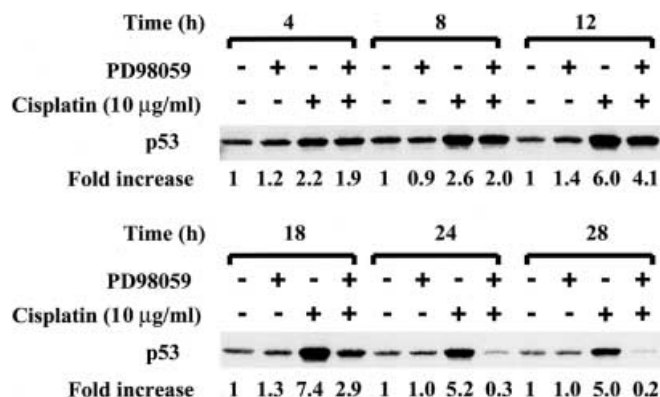 Time (h) 4 8 12
PD98059 - + - + - + - + - + - +
Cisplatin (10 μg/ml) - - + + - - + + - - + +
p53
Fold increase 1 1.2 2.2 1.9 1 0.9 2.6 2.0 1 1.4 6.0 4.1
Time (h) 18 24 28
PD98059 - + - + - + - + - + - +
Cisplatin (10 μg/ml) - - + + - - + + - - + +
p53
Fold increase 1 1.3 7.4 2.9 1 1.0 5.2 0.3 1 1.0 5.0 0.2